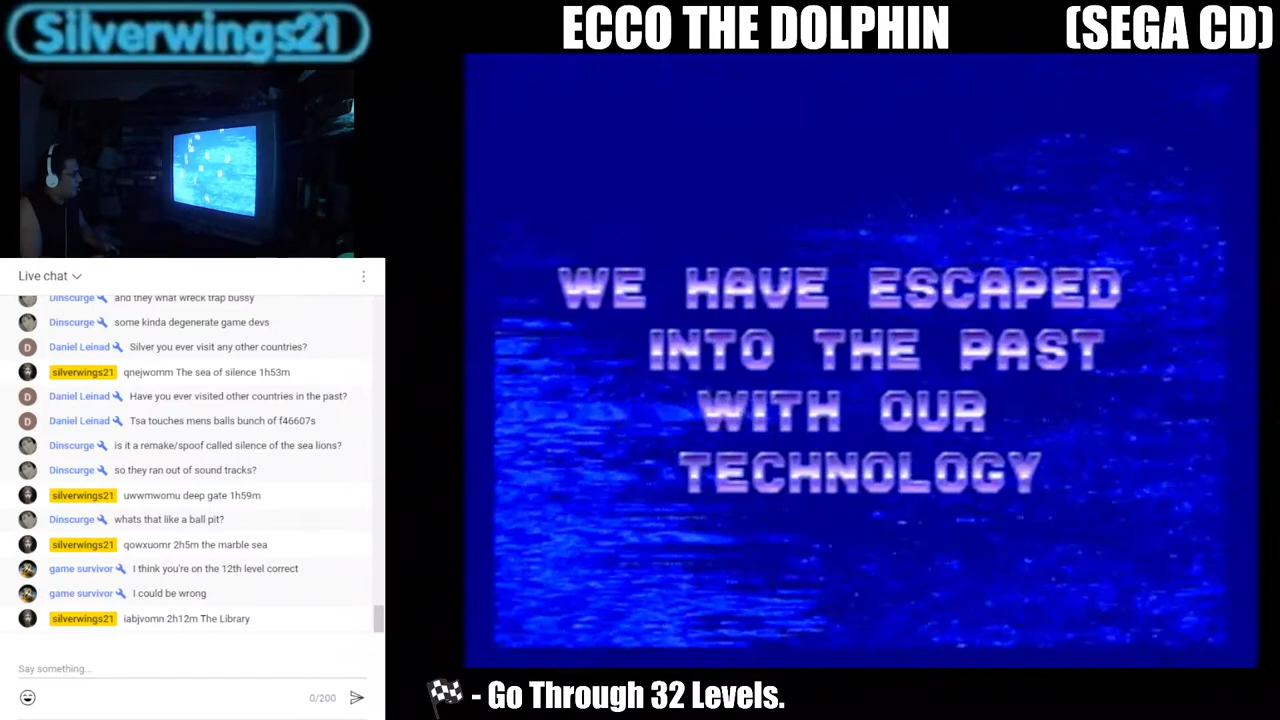 Silverwings21
ECCO THE DOLPHIN (SEGA CD)
Live chat
Dinscurge and they what wreck trap bussy
Dinscurge some kinda degenerate game devs
D Daniel Leinad Silver you ever visit any other countries?
silverwings21 qnejwomm The sea of silence 1h53m
D Daniel Leinad Have you ever visited other countries in the past?
D Daniel Leinad Tsa touches mens balls bunch of f46607s
Dinscurge is it a remake/spoof called silence of the sea lions?
Dinscurge so they ran out of sound tracks?
silverwings21 uwwmwomu deep gate 1h59m
Dinscurge whats that like a ball pit?
silverwings21 qowxuomr 2h5m the marble sea
game survivor I think you're on the 12th level correct
game survivor I could be wrong
silverwings21 iabjvomn 2h12m The Library
Say something...
0/200
WE HAVE ESCAPED
INTO THE PAST
WITH OUR
TECHNOLOGY
- Go Through 32 Levels.